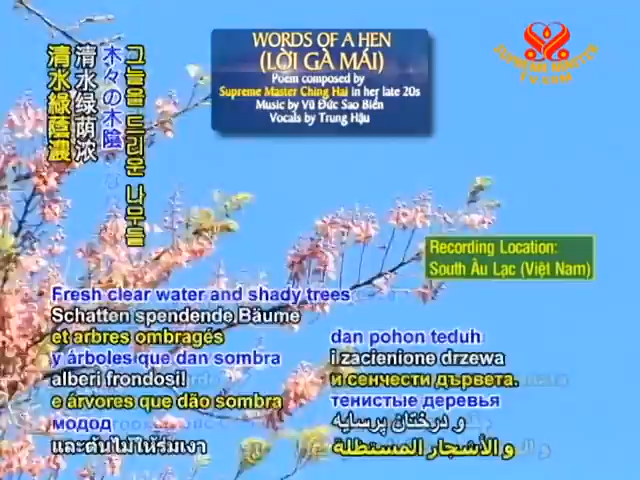 WORDS OF A HEN
(LỜI GÀ MÁI)
Poem composed by
Supreme Master Ching Hai in her late 20s
Music by Vũ Đức Sao Biển
Vocals by Trung Hậu
SUPREME MASTER
TV.COM
清水綠蔭濃
清水绿荫浓
木々の木陰
그늘을 드리운 나무들
Recording Location:
South Âu Lạc (Việt Nam)
Fresh clear water and shady trees
Schatten spendende Bäume
et arbres ombragés
y árboles que dan sombra
alberi frondosi!
e árvores que dão sombra
модод
และต้นไม้ให้ร่มเงา
dan pohon teduh
i zacienione drzewa
и сенчести дървета.
тенистые деревья
و درختان پرسایه
و الأشجار المستظلة